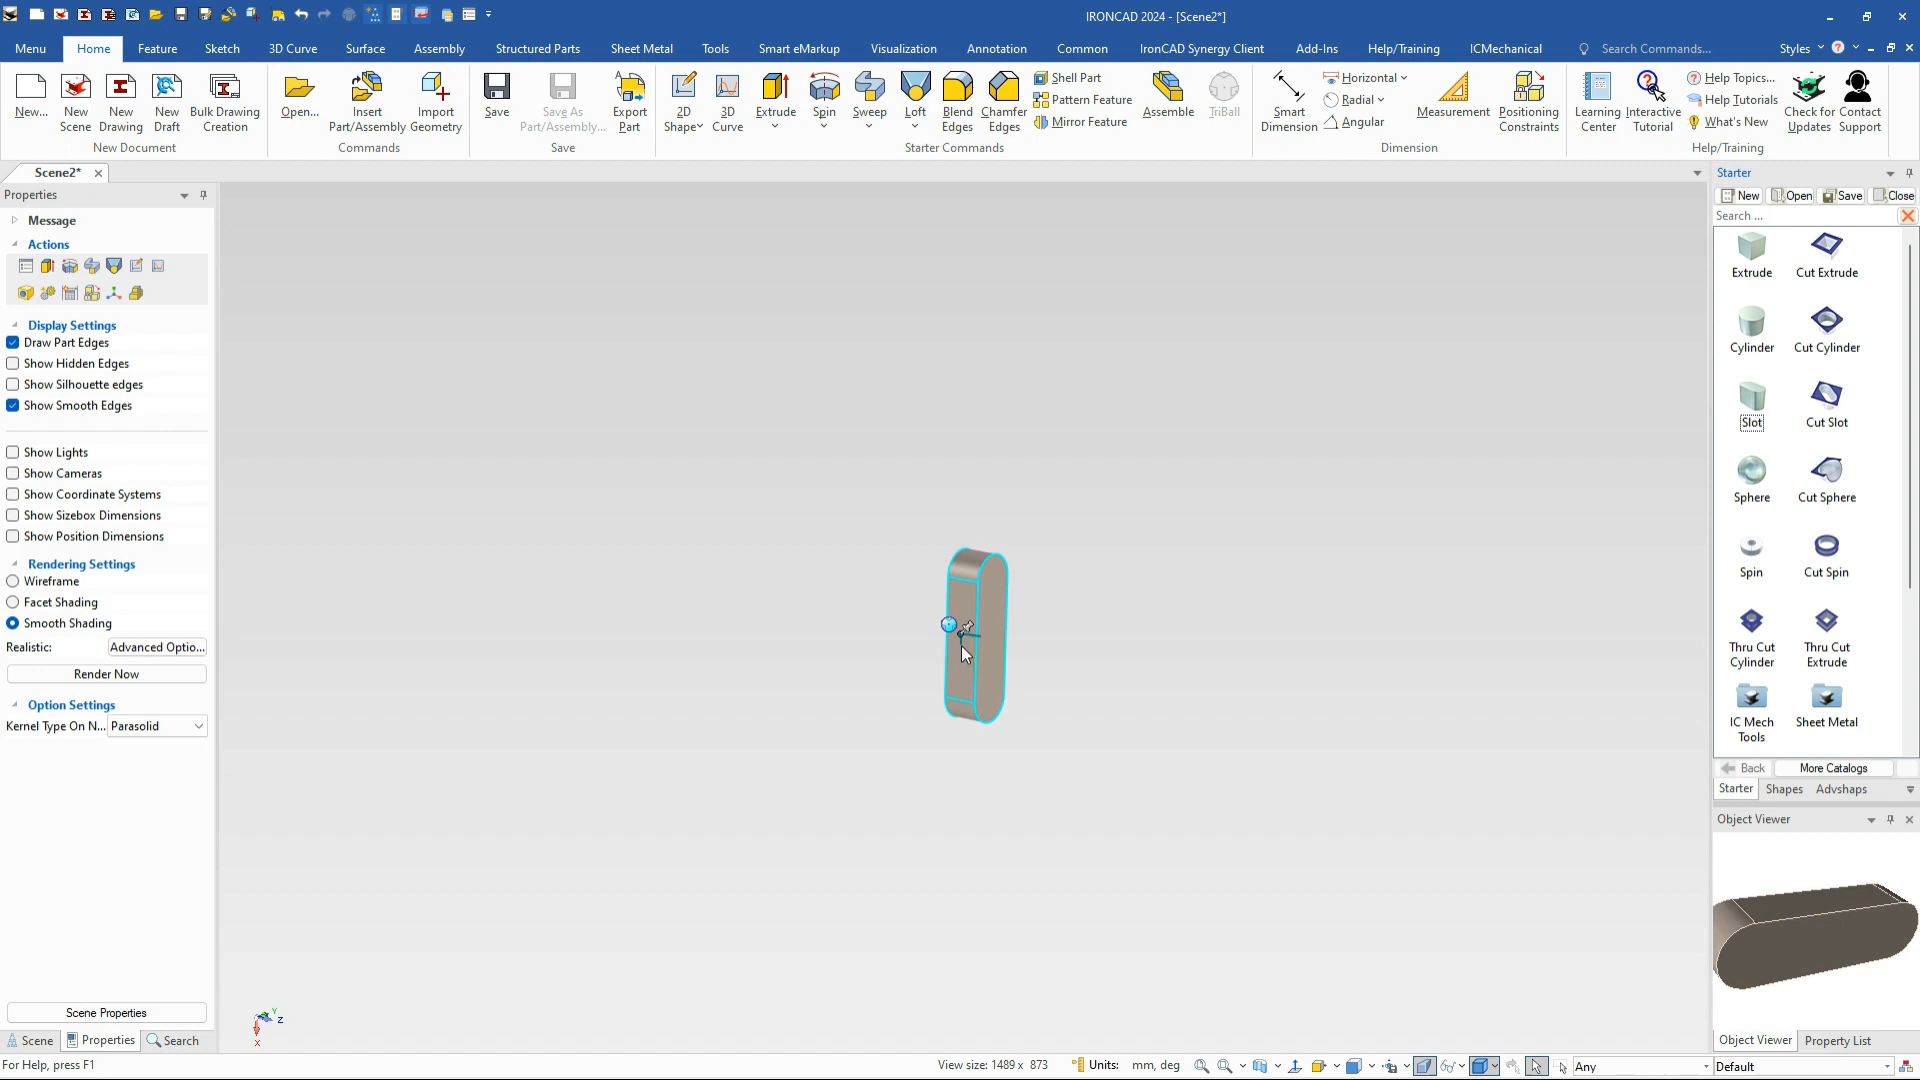 IRONCAD 2024 - [Scene2*]
Menu Home Feature Sketch 3D Curve Surface Assembly Structured Parts Sheet Metal Tools Smart eMarkup Visualization Annotation Common IronCAD Synergy Client Add-Ins Help/Training ICMechanical Search Commands... Styles
New... New Scene New Drawing New Draft Bulk Drawing Creation
New Document
Open... Insert Part/Assembly Import Geometry
Commands
Save Save As Part/Assembly... Export Part
Save
2D Shape 3D Curve Extrude Spin Sweep Loft Blend Edges Chamfer Edges Shell Part Pattern Feature Mirror Feature Assembly TriBall
Starter Commands
Smart Dimension Horizontal Radial Angular Measurement Positioning Constraints
Dimension
Learning Center Interactive Tutorial Help Topics... Help Tutorials What's New Check for Updates Contact Support
Help/Training
Scene2*
Properties
Message
Actions
Display Settings
Draw Part Edges
Show Hidden Edges
Show Silhouette edges
Show Smooth Edges
Show Lights
Show Cameras
Show Coordinate Systems
Show Sizebox Dimensions
Show Position Dimensions
Rendering Settings
Wireframe
Facet Shading
Smooth Shading
Realistic: Advanced Optio...
Render Now
Option Settings
Kernel Type On N... Parasolid
Scene Properties
Scene Properties Search
Y
Z
X
Starter
New Open Save Close
Search ...
Extrude Cut Extrude
Cylinder Cut Cylinder
Slot Cut Slot
Sphere Cut Sphere
Spin Cut Spin
Thru Cut Cylinder Thru Cut Extrude
IC Mech Tools Sheet Metal
Back More Catalogs
Starter Shapes Advshaps
Object Viewer
Object Viewer Property List
For Help, press F1 View size: 1489 x 873 Units: mm, deg Any Default